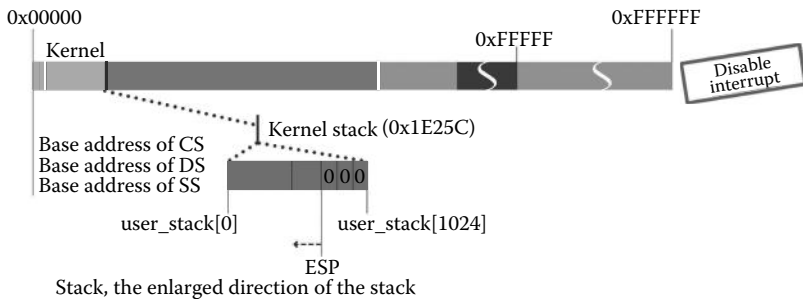 0x00000
0xFFFFFF
Kernel
0xFFFFF
Disable
interrupt
Kernel stack (0x1E25C)
Base address of CS
Base address of DS
Base address of SS
0 0 0
user_stack[0]
user_stack[1024]
ESP
Stack, the enlarged direction of the stack